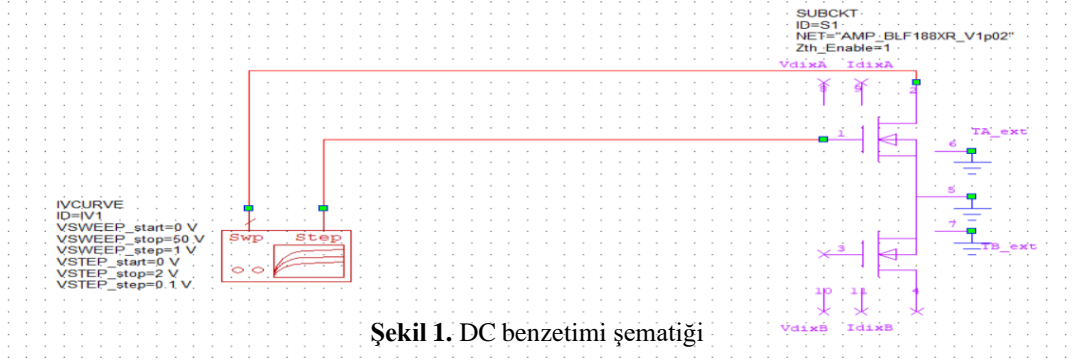 SUBCKT
ID=S1
NET="AMP_BLF188XR_V1p02"
Zth_Enable=1
VdixA IdixA
8 9 2
1
TA_ext
6
5
7
TB_ext
3
10 11 4
VdixB IdixB
IVCURVE
ID=IV1
VSWEEP_start=0 V
VSWEEP_stop=50 V
VSWEEP_step=1 V
VSTEP_start=0 V
VSTEP_stop=2 V
VSTEP_step=0.1 V
Swp Step
Şekil 1. DC benzetimi şematiği